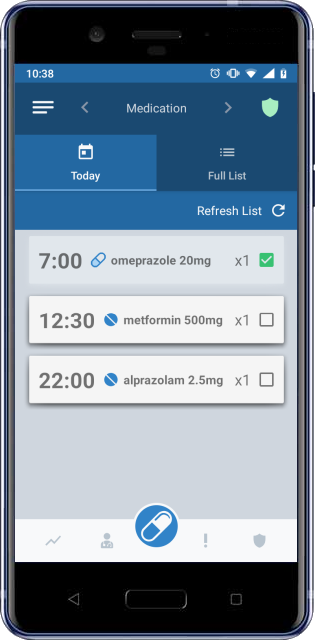 10:38
Medication
Today
Full List
Refresh List
7:00 omeprazole 20mg x1
12:30 metformin 500mg x1
22:00 alprazolam 2.5mg x1